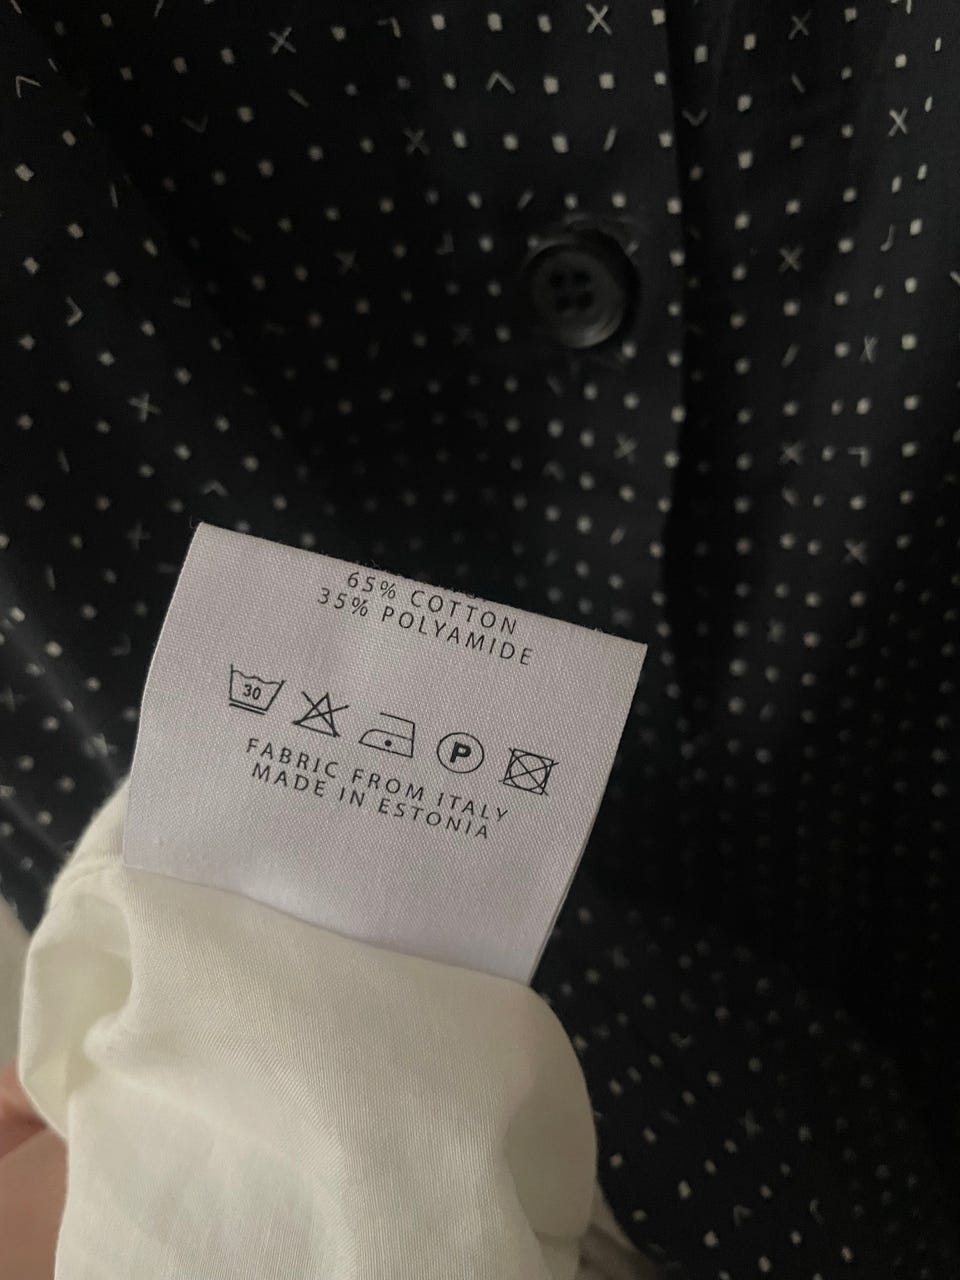 65% COTTON
35% POLYAMIDE
30
P
FABRIC FROM ITALY
MADE IN ESTONIA